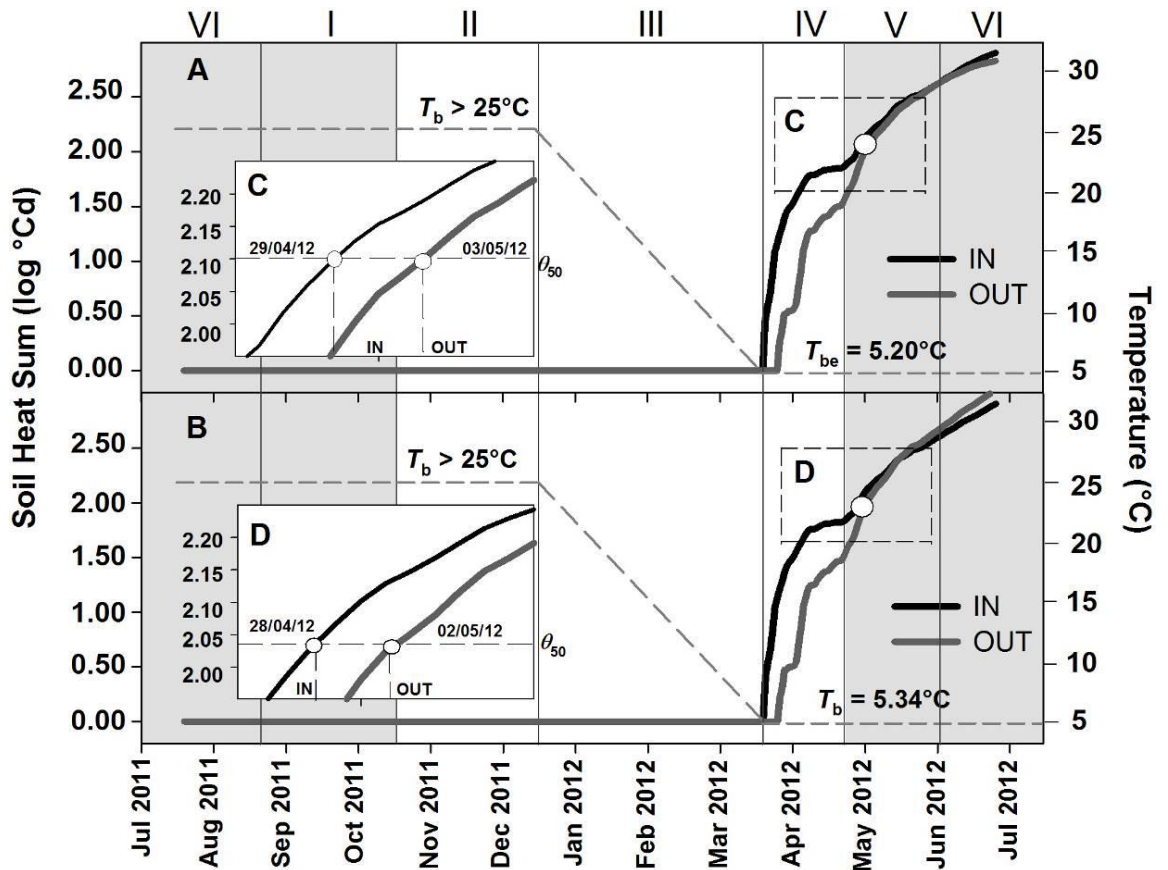 VI I II III IV V VI
A
T_b > 25°C
C
2.20
2.15
2.10
2.05
2.00
29/04/12
03/05/12
θ_50
IN
OUT
C
IN
OUT
T_be = 5.20°C
2.50
2.00
1.50
1.00
0.50
0.00
30
25
20
15
10
5
B
T_b > 25°C
D
2.20
2.15
2.10
2.05
2.00
28/04/12
02/05/12
θ_50
IN
OUT
D
IN
OUT
T_b = 5.34°C
2.50
2.00
1.50
1.00
0.50
0.00
30
25
20
15
10
5
Soil Heat Sum (log °Cd)
Temperature (°C)
Jul 2011
Aug 2011
Sep 2011
Oct 2011
Nov 2011
Dec 2011
Jan 2012
Feb 2012
Mar 2012
Apr 2012
May 2012
Jun 2012
Jul 2012